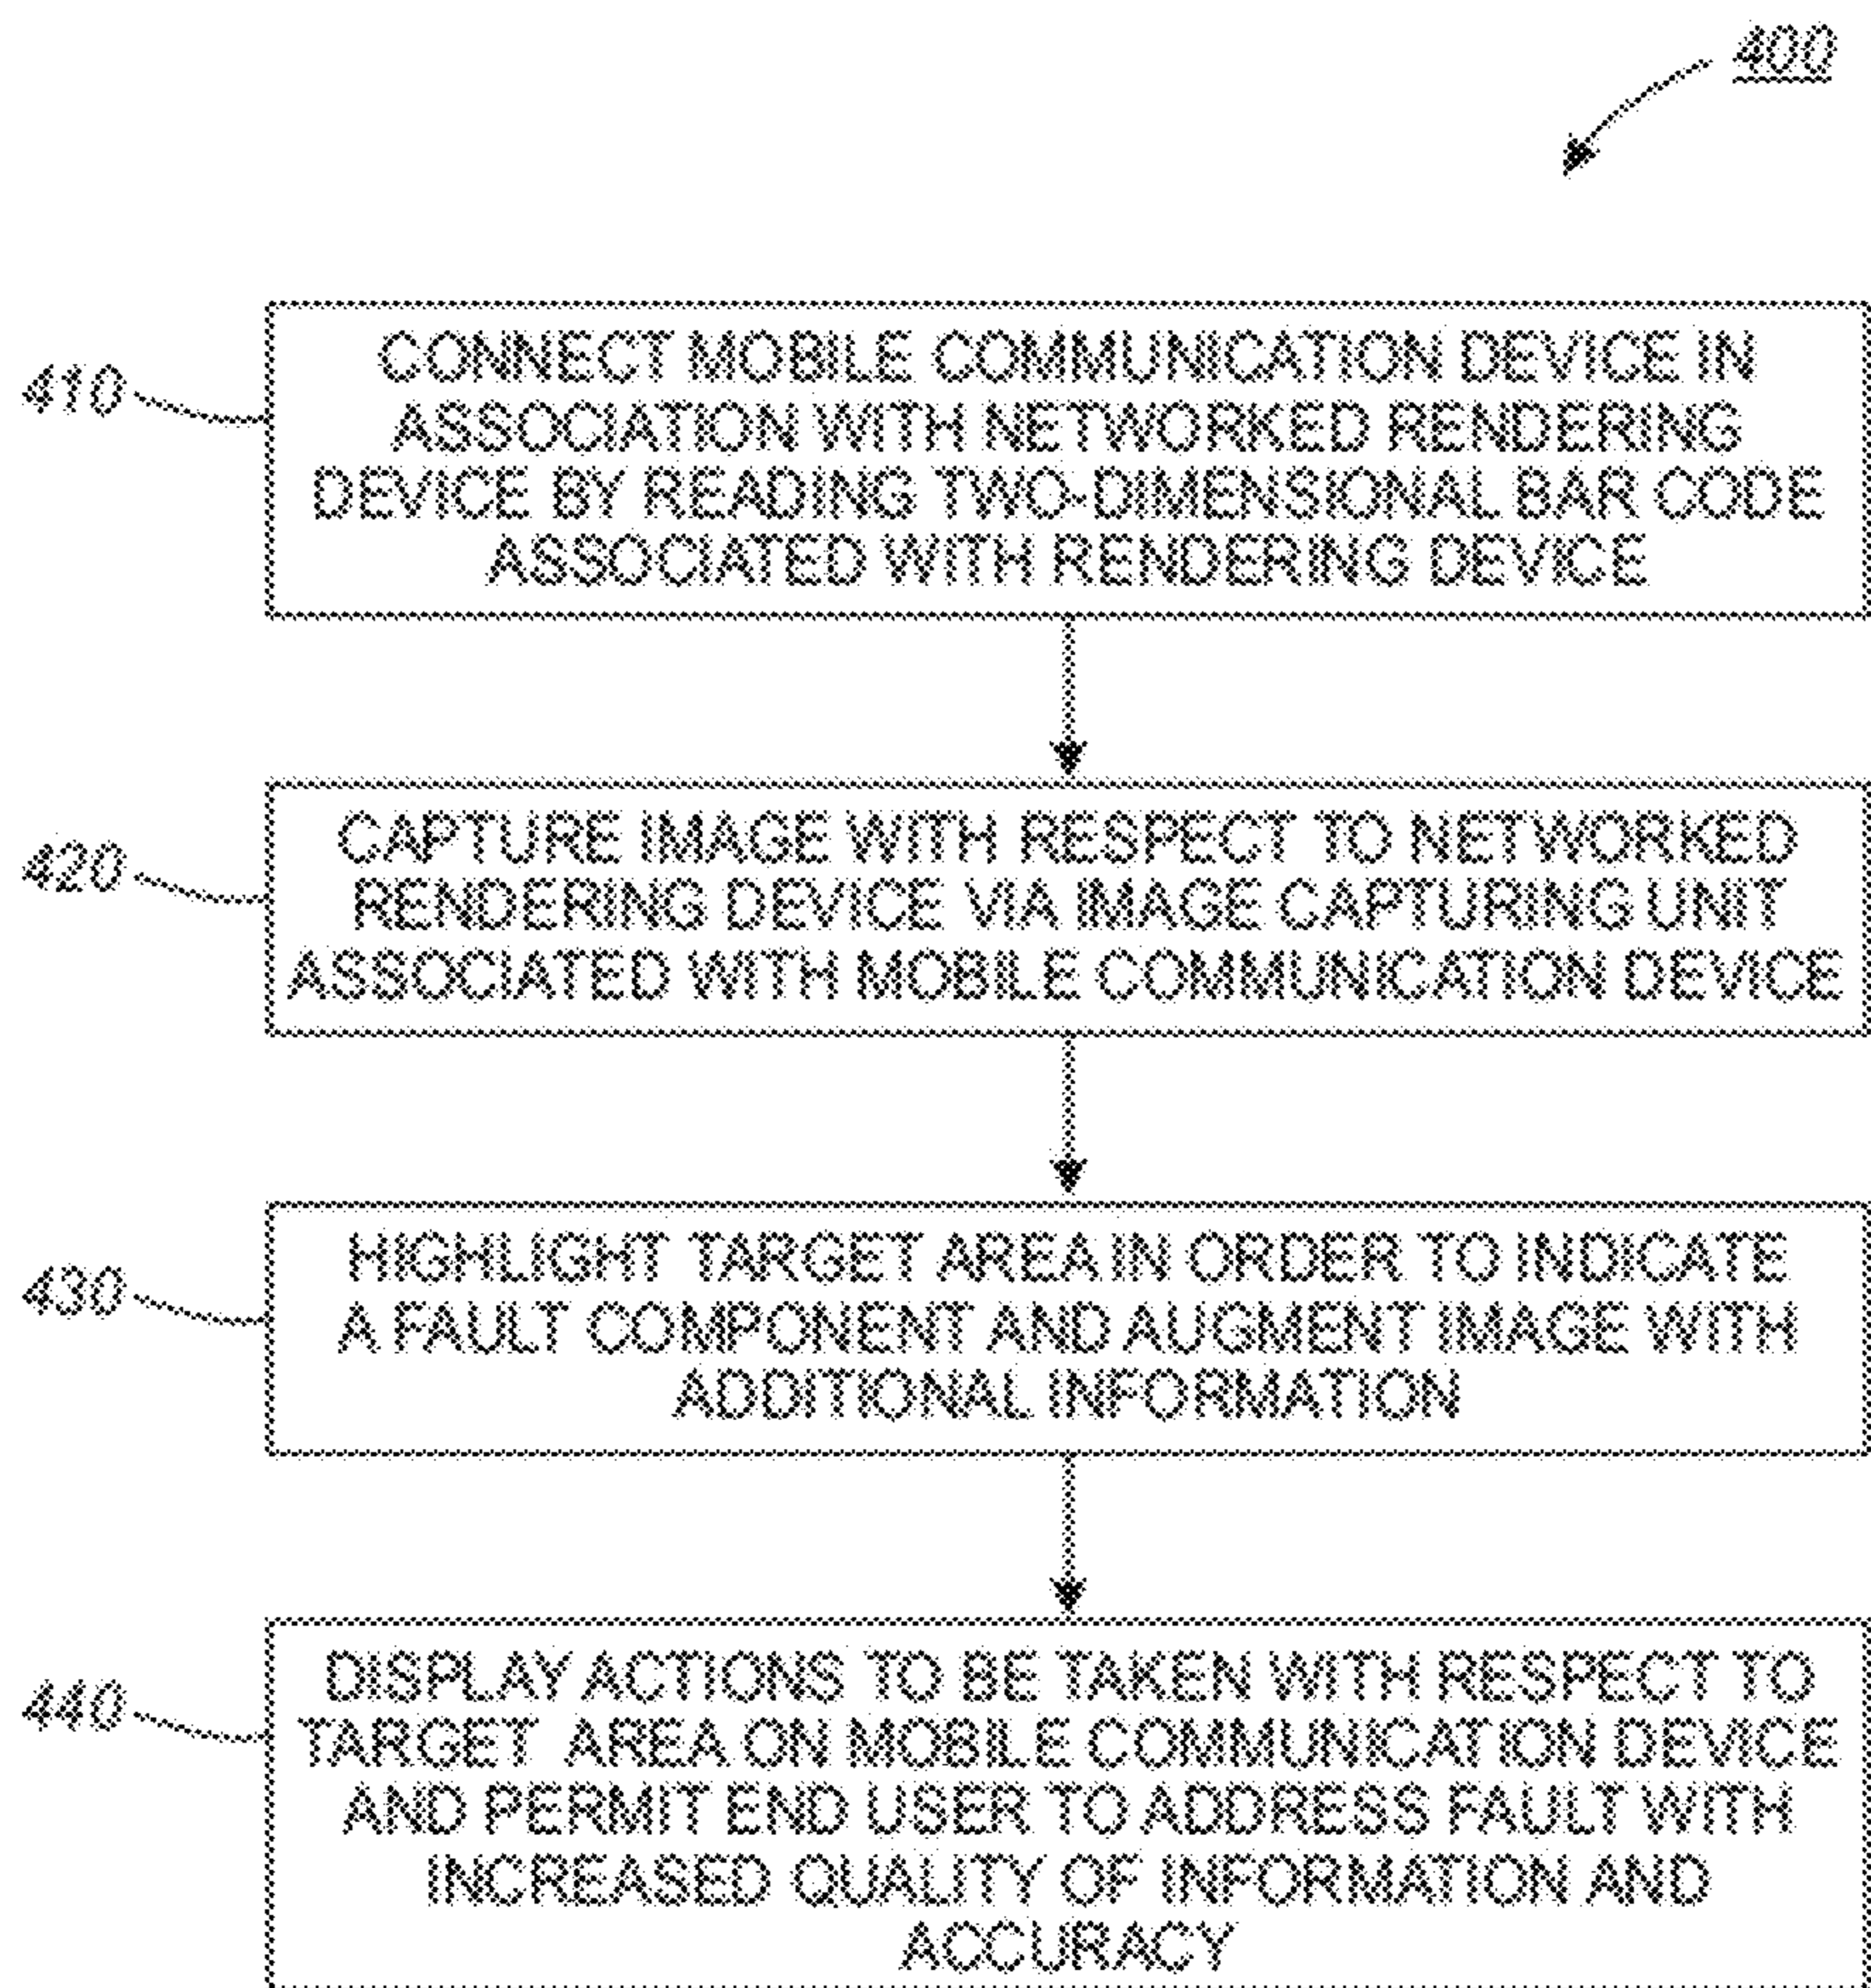 400
410
CONNECT MOBILE COMMUNICATION DEVICE IN
ASSOCIATION WITH NETWORKED RENDERING
DEVICE BY READING TWO-DIMENSIONAL BAR CODE
ASSOCIATED WITH RENDERING DEVICE
420
CAPTURE IMAGE WITH RESPECT TO NETWORKED
RENDERING DEVICE VIA IMAGE CAPTURING UNIT
ASSOCIATED WITH MOBILE COMMUNICATION DEVICE
430
HIGHLIGHT TARGET AREA IN ORDER TO INDICATE
A FAULT COMPONENT AND AUGMENT IMAGE WITH
ADDITIONAL INFORMATION
440
DISPLAY ACTIONS TO BE TAKEN WITH RESPECT TO
TARGET AREA ON MOBILE COMMUNICATION DEVICE
AND PERMIT END USER TO ADDRESS FAULT WITH
INCREASED QUALITY OF INFORMATION AND
ACCURACY